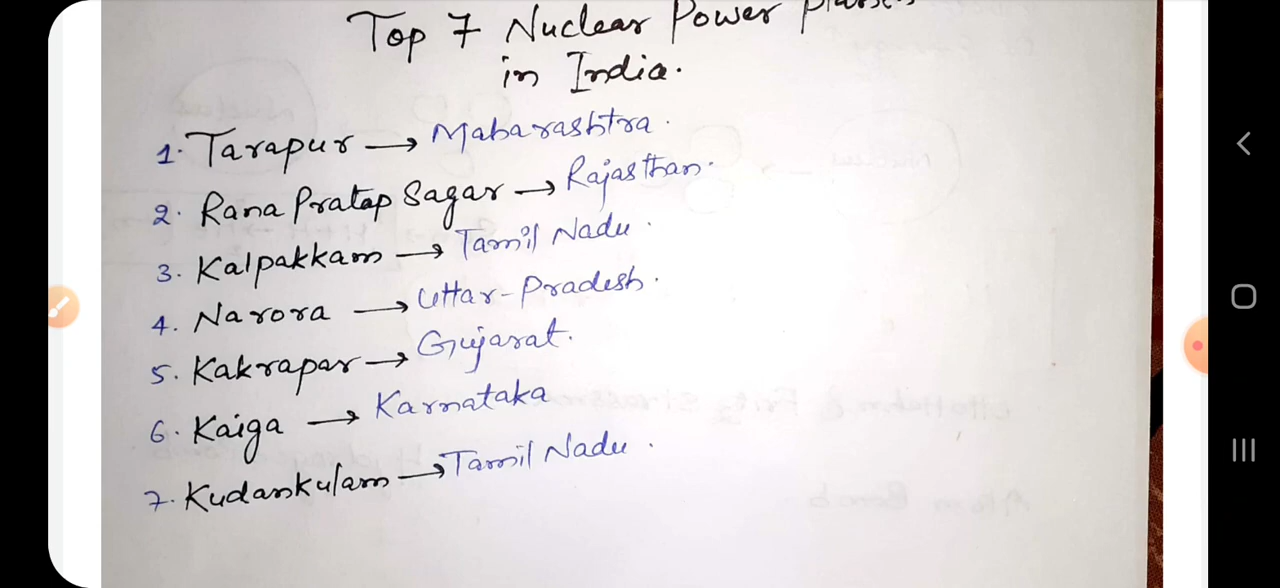 Top 7 Nuclear Power Plants
in India.
1. Tarapur → Maharashtra.
2. Rana Pratap Sagar → Rajasthan.
3. Kalpakkam → Tamil Nadu.
4. Narora → Uttar-Pradesh.
5. Kakrapar → Gujarat.
6. Kaiga → Karnataka
7. Kudankulam → Tamil Nadu.